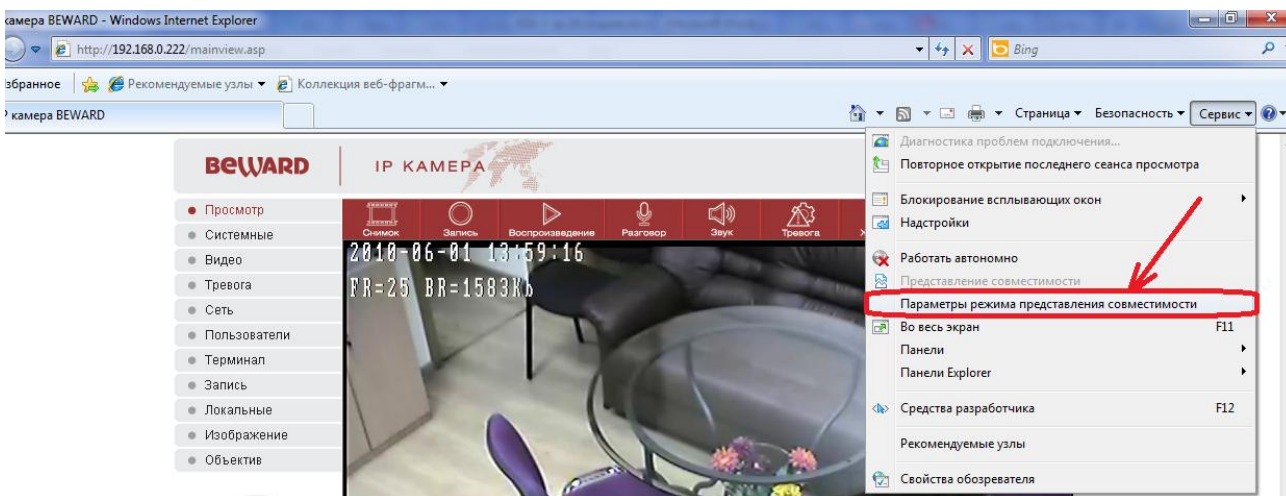 камера BEWARD - Windows Internet Explorer
http://192.168.0.222/mainview.asp
Bing
Избранное Рекомендуемые узлы Коллекция веб-фрагм...
P камера BEWARD
Страница Безопасность Сервис
BEWARD IP КАМЕРА
Просмотр
Системные
Видео
Тревога
Сеть
Пользователи
Терминал
Запись
Локальные
Изображение
Объектив
Снимок Запись Воспроизведение Разговор Звук Тревога
2010-06-01 13:59:16
FR=25 BR=1583Kb
Диагностика проблем подключения...
Повторное открытие последнего сеанса просмотра
Блокирование всплывающих окон
Надстройки
Работать автономно
Представление совместимости
Параметры режима представления совместимости
Во весь экран F11
Панели
Панели Explorer
Средства разработчика F12
Рекомендуемые узлы
Свойства обозревателя